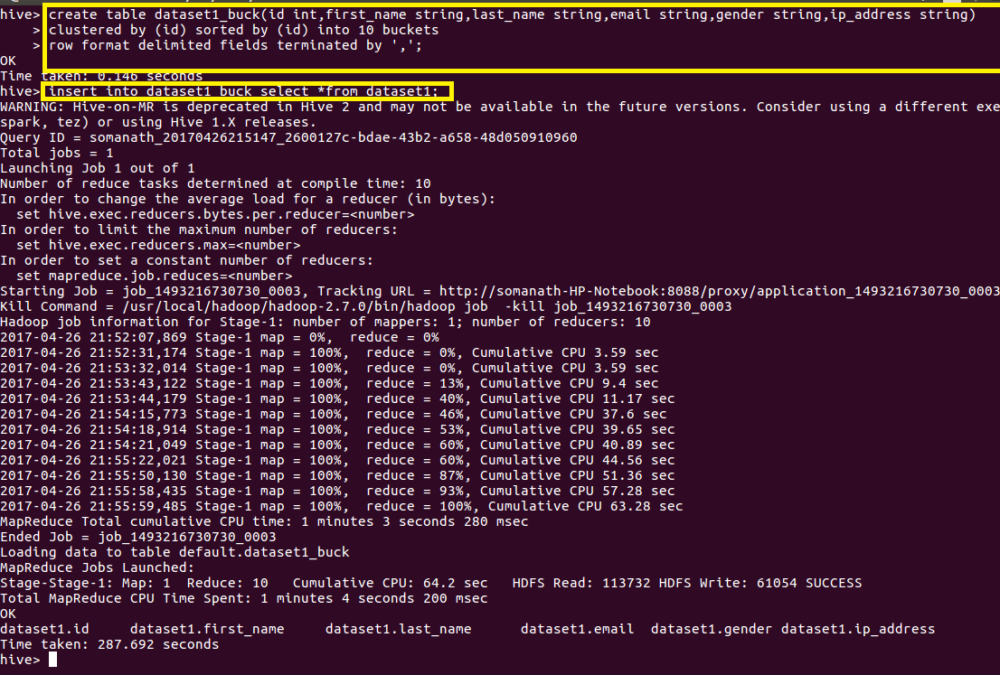 hive> create table dataset1_buck(id int,first_name string,last_name string,email string,gender string,ip_address string)
    > clustered by (id) sorted by (id) into 10 buckets
    > row format delimited fields terminated by ',';
OK
Time taken: 0.146 seconds
hive> insert into dataset1_buck select *from dataset1;
WARNING: Hive-on-MR is deprecated in Hive 2 and may not be available in the future versions. Consider using a different exe
spark, tez) or using Hive 1.X releases.
Query ID = somanath_20170426215147_2600127c-bdae-43b2-a658-48d050910960
Total jobs = 1
Launching Job 1 out of 1
Number of reduce tasks determined at compile time: 10
In order to change the average load for a reducer (in bytes):
  set hive.exec.reducers.bytes.per.reducer=<number>
In order to limit the maximum number of reducers:
  set hive.exec.reducers.max=<number>
In order to set a constant number of reducers:
  set mapreduce.job.reduces=<number>
Starting Job = job_1493216730730_0003, Tracking URL = http://somanath-HP-Notebook:8088/proxy/application_1493216730730_0003
Kill Command = /usr/local/hadoop/hadoop-2.7.0/bin/hadoop job  -kill job_1493216730730_0003
Hadoop job information for Stage-1: number of mappers: 1; number of reducers: 10
2017-04-26 21:52:07,869 Stage-1 map = 0%,  reduce = 0%
2017-04-26 21:52:31,174 Stage-1 map = 100%,  reduce = 0%, Cumulative CPU 3.59 sec
2017-04-26 21:53:32,014 Stage-1 map = 100%,  reduce = 0%, Cumulative CPU 3.59 sec
2017-04-26 21:53:43,122 Stage-1 map = 100%,  reduce = 13%, Cumulative CPU 9.4 sec
2017-04-26 21:53:44,179 Stage-1 map = 100%,  reduce = 40%, Cumulative CPU 11.17 sec
2017-04-26 21:54:15,773 Stage-1 map = 100%,  reduce = 46%, Cumulative CPU 37.6 sec
2017-04-26 21:54:18,914 Stage-1 map = 100%,  reduce = 53%, Cumulative CPU 39.65 sec
2017-04-26 21:54:21,049 Stage-1 map = 100%,  reduce = 60%, Cumulative CPU 40.89 sec
2017-04-26 21:55:22,021 Stage-1 map = 100%,  reduce = 60%, Cumulative CPU 44.56 sec
2017-04-26 21:55:50,130 Stage-1 map = 100%,  reduce = 87%, Cumulative CPU 51.36 sec
2017-04-26 21:55:58,435 Stage-1 map = 100%,  reduce = 93%, Cumulative CPU 57.28 sec
2017-04-26 21:55:59,485 Stage-1 map = 100%,  reduce = 100%, Cumulative CPU 63.28 sec
MapReduce Total cumulative CPU time: 1 minutes 3 seconds 280 msec
Ended Job = job_1493216730730_0003
Loading data to table default.dataset1_buck
MapReduce Jobs Launched:
Stage-Stage-1: Map: 1  Reduce: 10   Cumulative CPU: 64.2 sec   HDFS Read: 113732 HDFS Write: 61054 SUCCESS
Total MapReduce CPU Time Spent: 1 minutes 4 seconds 200 msec
OK
dataset1.id     dataset1.first_name     dataset1.last_name      dataset1.email  dataset1.gender dataset1.ip_address
Time taken: 287.692 seconds
hive>